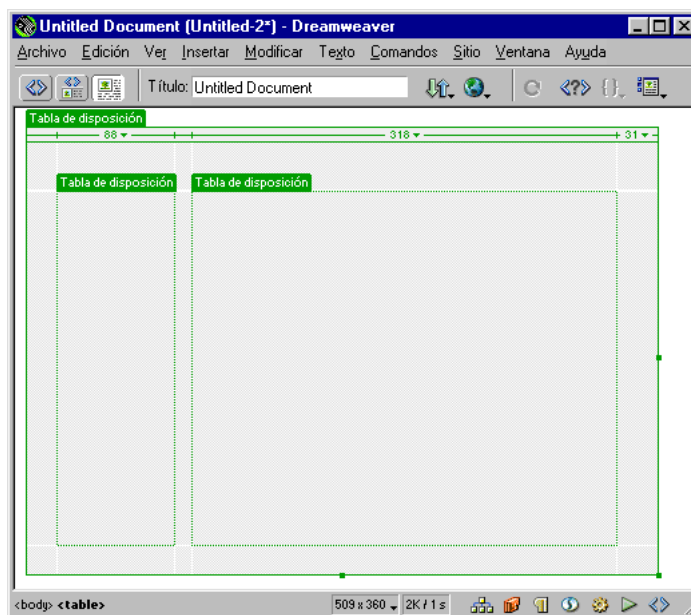 Untitled Document (Untitled-2*) - Dreamweaver
Archivo Edición Ver Insertar Modificar Texto Comandos Sitio Ventana Ayuda
Título: Untitled Document
Tabla de disposición
88 318 31
Tabla de disposición Tabla de disposición
<body> <table> 509 x 360 2K / 1 s